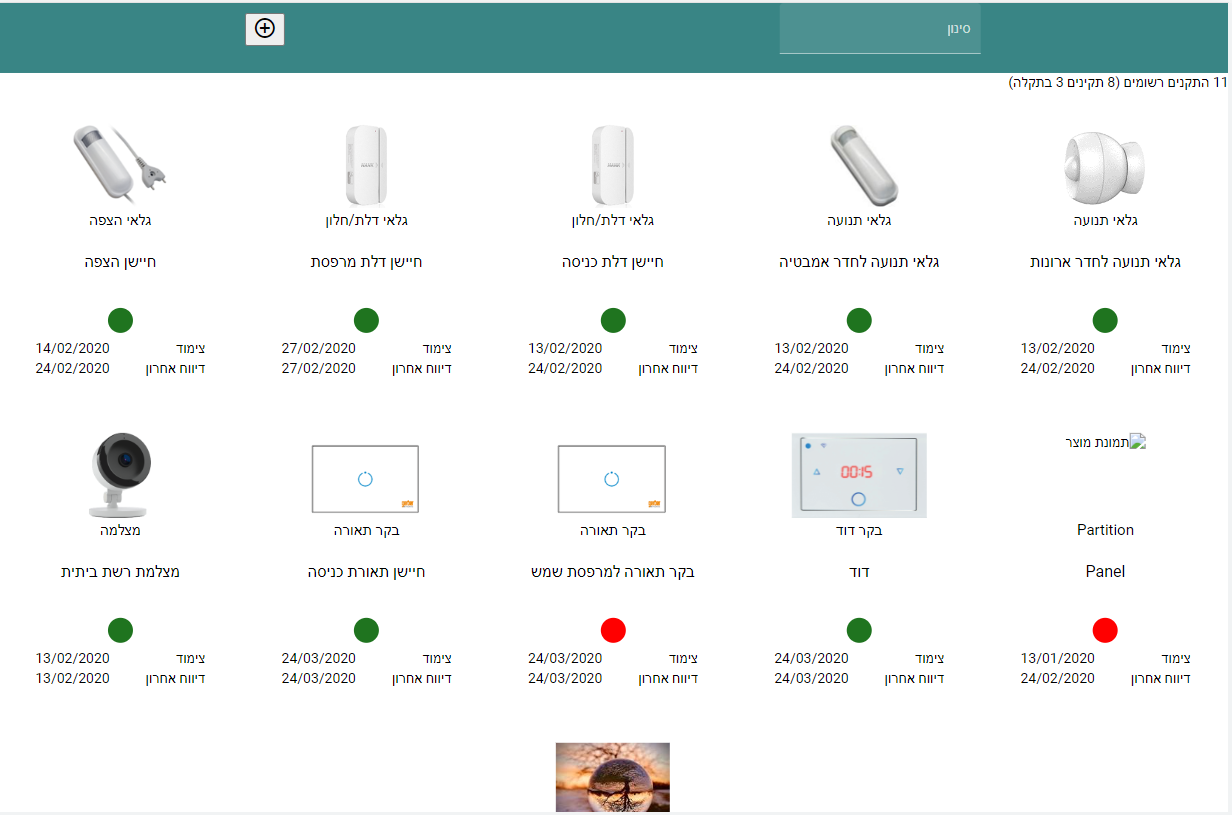 סינון
11 התקנים רשומים (8 תקינים 3 בתקלה)
גלאי תנועה
גלאי תנועה לחדר ארונות
צימוד 13/02/2020
דיווח אחרון 24/02/2020
גלאי תנועה
גלאי תנועה לחדר אמבטיה
צימוד 13/02/2020
דיווח אחרון 24/02/2020
גלאי דלת/חלון
חיישן דלת כניסה
צימוד 13/02/2020
דיווח אחרון 24/02/2020
גלאי דלת/חלון
חיישן דלת מרפסת
צימוד 27/02/2020
דיווח אחרון 27/02/2020
גלאי הצפה
חיישן הצפה
צימוד 14/02/2020
דיווח אחרון 24/02/2020
תמונת מוצר
Partition
Panel
צימוד 13/01/2020
דיווח אחרון 24/02/2020
00:15
בקר דוד
דוד
צימוד 24/03/2020
דיווח אחרון 24/03/2020
בקר תאורה
בקר תאורה למרפסת שמש
צימוד 24/03/2020
דיווח אחרון 24/03/2020
בקר תאורה
חיישן תאורת כניסה
צימוד 24/03/2020
דיווח אחרון 24/03/2020
מצלמה
מצלמת רשת ביתית
צימוד 13/02/2020
דיווח אחרון 13/02/2020